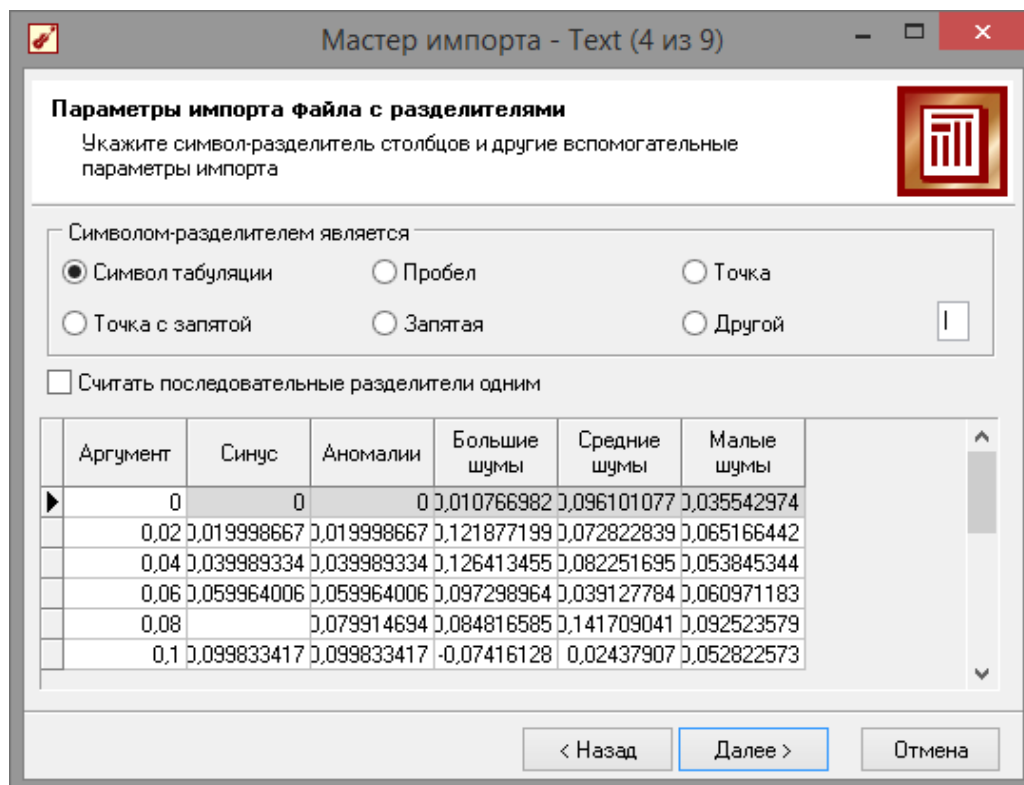 Мастер импорта - Text (4 из 9)
Параметры импорта файла с разделителями
Укажите символ-разделитель столбцов и другие вспомогательные
параметры импорта
Символом-разделителем является
Символ табуляции Пробел Точка
Точка с запятой Запятая Другой |
Считать последовательные разделители одним
Аргумент Синус Аномалии Большие шумы Средние шумы Малые шумы
0 0 0 0,010766982 0,096101077 0,035542974
0,02 0,019998667 0,019998667 0,121877199 0,072822839 0,065166442
0,04 0,039989334 0,039989334 0,126413455 0,082251695 0,053845344
0,06 0,059964006 0,059964006 0,097298964 0,039127784 0,060971183
0,08 0,079914694 0,084816585 0,141709041 0,092523579
0,1 0,099833417 0,099833417 -0,07416128 0,02437907 0,052822573
< Назад Далее > Отмена